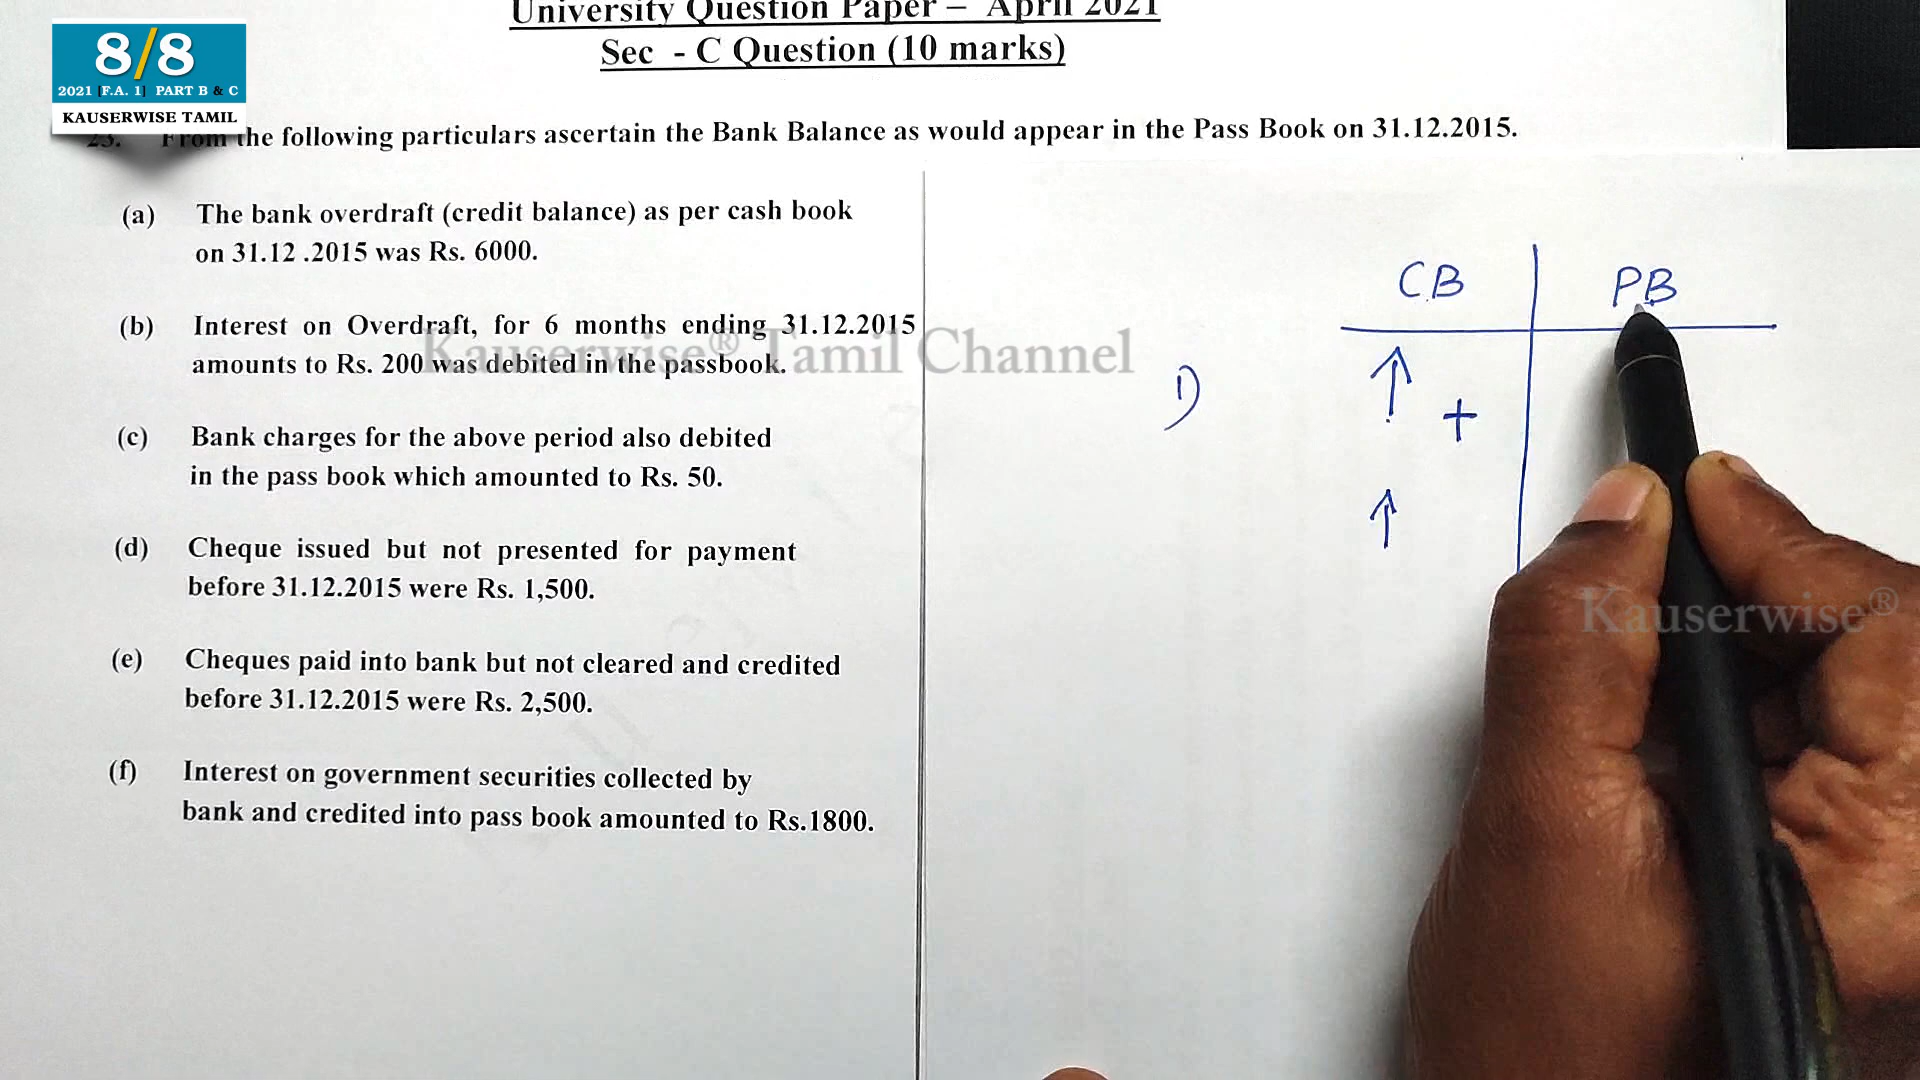 University Question Paper – April 2021
Sec - C Question (10 marks)
8/8
2021 [F.A. 1] PART B & C
KAUSERWISE TAMIL
23. From the following particulars ascertain the Bank Balance as would appear in the Pass Book on 31.12.2015.
(a) The bank overdraft (credit balance) as per cash book
on 31.12 .2015 was Rs. 6000.
(b) Interest on Overdraft, for 6 months ending 31.12.2015
amounts to Rs. 200 was debited in the passbook.
(c) Bank charges for the above period also debited
in the pass book which amounted to Rs. 50.
(d) Cheque issued but not presented for payment
before 31.12.2015 were Rs. 1,500.
(e) Cheques paid into bank but not cleared and credited
before 31.12.2015 were Rs. 2,500.
(f) Interest on government securities collected by
bank and credited into pass book amounted to Rs.1800.
Kauserwise® Tamil Channel
CB PB
1) ↑ +
↑
Kauserwise®